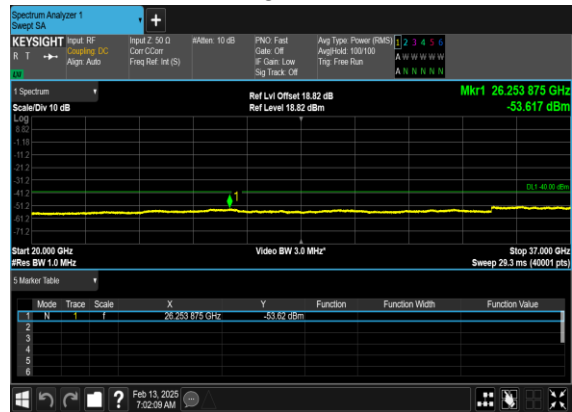 Spectrum Analyzer 1
Swept SA
+
KEYSIGHT Input: RF Input Z: 50 Ω #Atten: 10 dB PNO: Fast Avg Type: Power (RMS) 1 2 3 4 5 6
R T Coupling: DC Corr CCorr Gate: Off Avg|Hold: 100/100 A W W W W W
Align: Auto Freq Ref: Int (S) IF Gain: Low Trig: Free Run
Sig Track: Off A N N N N N
1 Spectrum
Ref Lvl Offset 18.82 dB Mkr1 26.253 875 GHz
Scale/Div 10 dB Ref Level 18.82 dBm -53.617 dBm
Log
8.82
-1.18
-11.2
-21.2
-31.2
DL1 -40.00 dBm
-41.2
1
-51.2
-61.2
-71.2
Start 20.000 GHz Video BW 3.0 MHz* Stop 37.000 GHz
#Res BW 1.0 MHz Sweep 29.3 ms (40001 pts)
5 Marker Table
Mode Trace Scale X Y Function Function Width Function Value
1 N 1 f 26.253 875 GHz -53.62 dBm
2
3
4
5
6
? Feb 13, 2025
7:02:09 AM